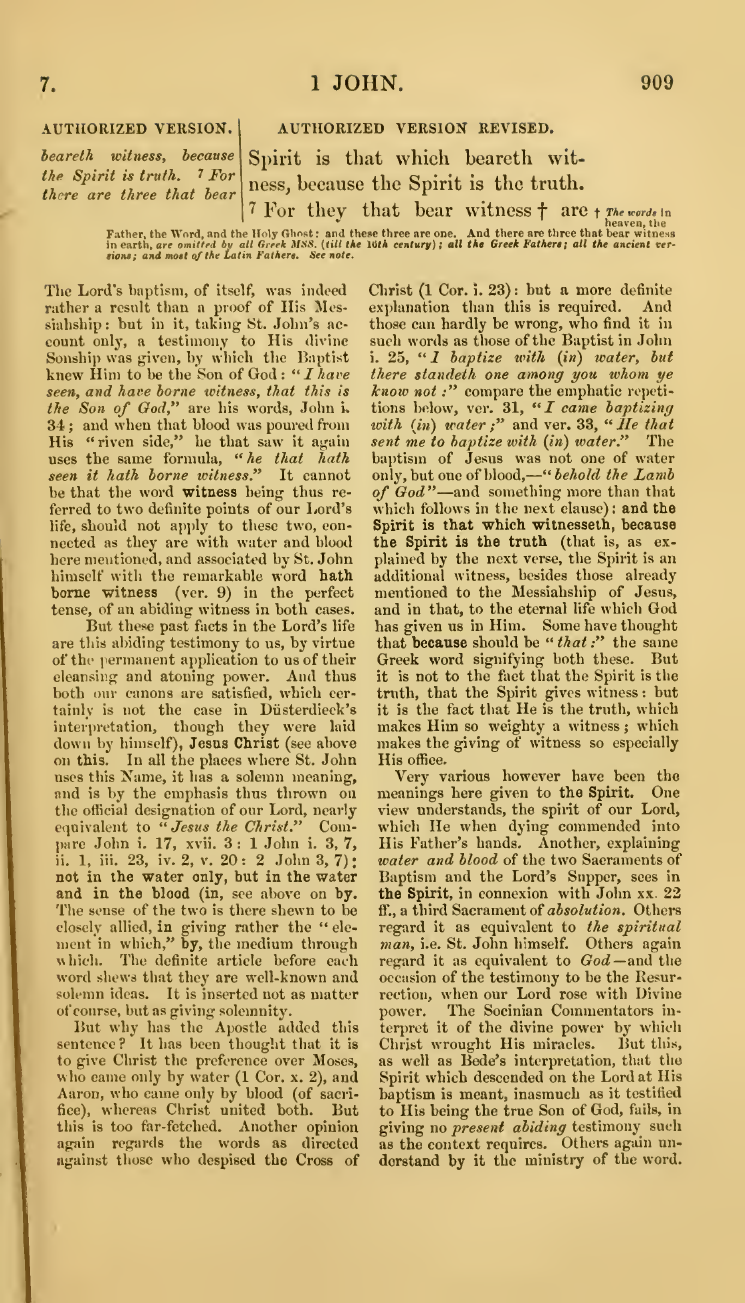 7.
1 JOHN.
909
AUTHORIZED VERSION.
beareth witness, because
the Spirit is truth. 7 For
there are three that bear
AUTHORIZED VERSION REVISED.
Spirit is that which beareth wit-
ness, because the Spirit is the truth.
7 For they that bear witness † are
† The words in
heaven, the
Father, the Word, and the Holy Ghost: and these three are one. And there are three that bear witness
in earth, are omitted by all Greek MSS. (till the 16th century); all the Greek Fathers; all the ancient ver-
sions; and most of the Latin Fathers. See note.
The Lord's baptism, of itself, was indeed
rather a result than a proof of His Mes-
siahship: but in it, taking St. John's ac-
count only, a testimony to His divine
Sonship was given, by which the Baptist
knew Him to be the Son of God: "I have
seen, and have borne witness, that this is
the Son of God," are his words, John i.
34; and when that blood was poured from
His "riven side," he that saw it again
uses the same formula, "he that hath
seen it hath borne witness." It cannot
be that the word witness being thus re-
ferred to two definite points of our Lord's
life, should not apply to these two, con-
nected as they are with water and blood
here mentioned, and associated by St. John
himself with the remarkable word hath
borne witness (ver. 9) in the perfect
tense, of an abiding witness in both cases.
But these past facts in the Lord's life
are this abiding testimony to us, by virtue
of the permanent application to us of their
cleansing and atoning power. And thus
both our canons are satisfied, which cer-
tainly is not the case in Düsterdieck's
interpretation, though they were laid
down by himself), Jesus Christ (see above
on this. In all the places where St. John
uses this Name, it has a solemn meaning,
and is by the emphasis thus thrown on
the official designation of our Lord, nearly
equivalent to "Jesus the Christ." Com-
pare John i. 17, xvii. 3: 1 John i. 3, 7,
ii. 1, iii. 23, iv. 2, v. 20: 2 John 3, 7);
not in the water only, but in the water
and in the blood (in, see above on by.
The sense of the two is there shewn to be
closely allied, in giving rather the "ele-
ment in which," by, the medium through
which. The definite article before each
word shews that they are well-known and
solemn ideas. It is inserted not as matter
of course, but as giving solemnity.
But why has the Apostle added this
sentence? It has been thought that it is
to give Christ the preference over Moses,
who came only by water (1 Cor. x. 2), and
Aaron, who came only by blood (of sacri-
fice), whereas Christ united both. But
this is too far-fetched. Another opinion
again regards the words as directed
against those who despised the Cross of
Christ (1 Cor. i. 23): but a more definite
explanation than this is required. And
those can hardly be wrong, who find it in
such words as those of the Baptist in John
i. 25, "I baptize with (in) water, but
there standeth one among you whom ye
know not:" compare the emphatic repeti-
tions below, ver. 31, "I came baptizing
with (in) water;" and ver. 33, "He that
sent me to baptize with (in) water." The
baptism of Jesus was not one of water
only, but one of blood,—"behold the Lamb
of God"—and something more than that
which follows in the next clause): and the
Spirit is that which witnesseth, because
the Spirit is the truth (that is, as ex-
plained by the next verse, the Spirit is an
additional witness, besides those already
mentioned to the Messiahship of Jesus,
and in that, to the eternal life which God
has given us in Him. Some have thought
that because should be "that:" the same
Greek word signifying both these. But
it is not to the fact that the Spirit is the
truth, that the Spirit gives witness: but
it is the fact that He is the truth, which
makes Him so weighty a witness; which
makes the giving of witness so especially
His office.
Very various however have been the
meanings here given to the Spirit. One
view understands, the spirit of our Lord,
which He when dying commended into
His Father's hands. Another, explaining
water and blood of the two Sacraments of
Baptism and the Lord's Supper, sees in
the Spirit, in connexion with John xx. 22
ff., a third Sacrament of absolution. Others
regard it as equivalent to the spiritual
man, i.e. St. John himself. Others again
regard it as equivalent to God—and the
occasion of the testimony to be the Resur-
rection, when our Lord rose with Divine
power. The Socinian Commentators in-
terpret it of the divine power by which
Christ wrought His miracles. But this,
as well as Bede's interpretation, that the
Spirit which descended on the Lord at His
baptism is meant, inasmuch as it testified
to His being the true Son of God, fails, in
giving no present abiding testimony such
as the context requires. Others again un-
derstand by it the ministry of the word.